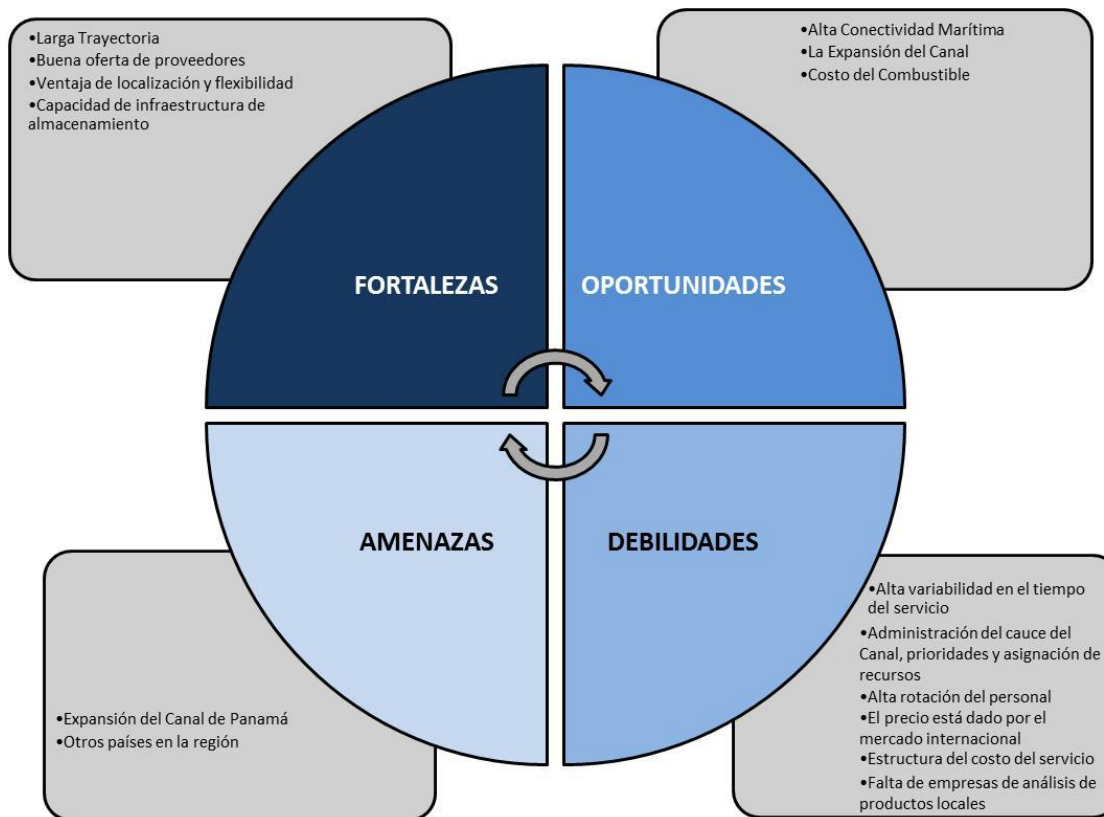 •Larga Trayectoria
•Buena oferta de proveedores
•Ventaja de localización y flexibilidad
•Capacidad de infraestructura de
almacenamiento
•Alta Conectividad Marítima
•La Expansión del Canal
•Costo del Combustible
FORTALEZAS
OPORTUNIDADES
AMENAZAS
DEBILIDADES
•Expansión del Canal de Panamá
•Otros países en la región
•Alta variabilidad en el tiempo
del servicio
•Administración del cauce del
Canal, prioridades y asignación de
recursos
•Alta rotación del personal
•El precio está dado por el
mercado internacional
•Estructura del costo del servicio
•Falta de empresas de análisis de
productos locales